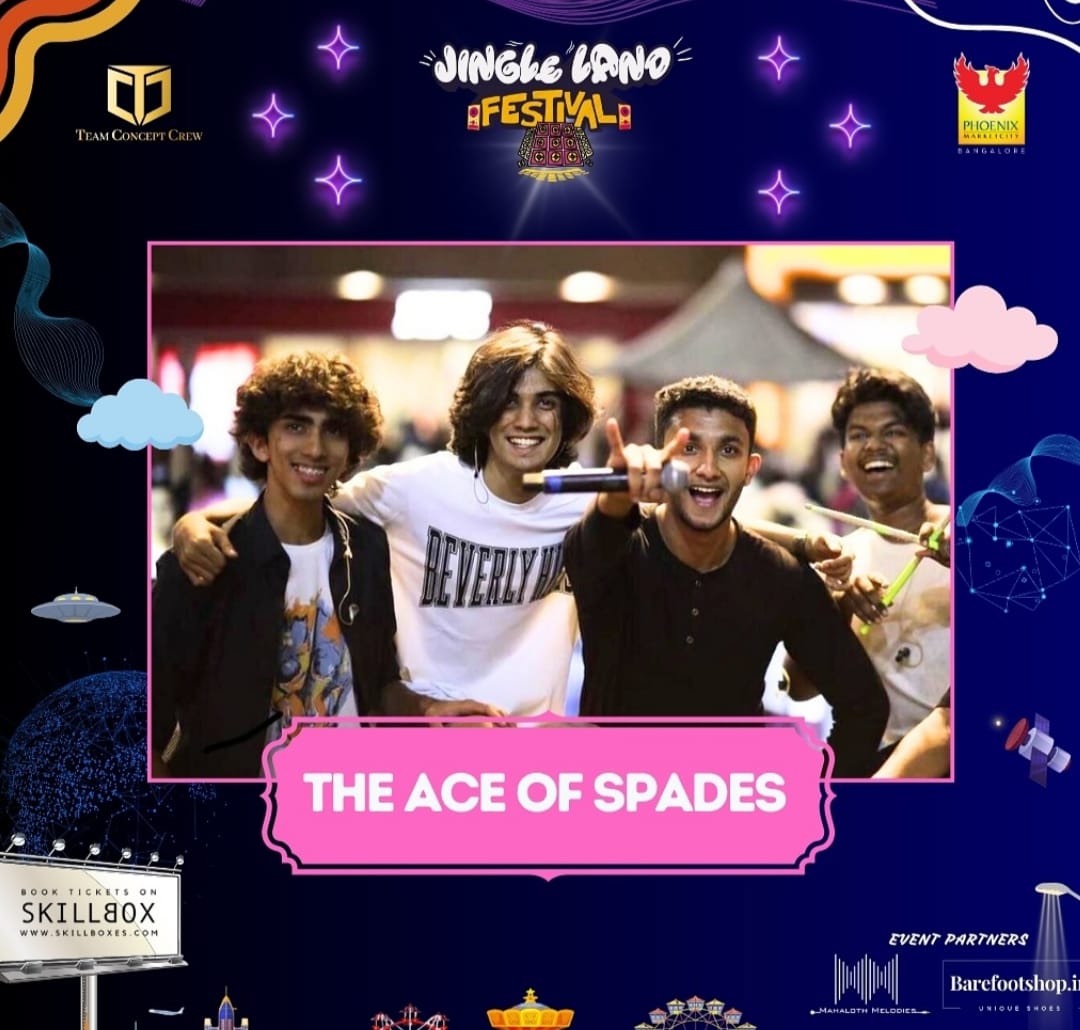 JINGLE LAND
FESTIVAL
TEAM CONCEPT CREW
PHOENIX
MARKETCITY
BANGALORE
BEVERLY HI
THE ACE OF SPADES
BOOK TICKETS ON
SKILLBOX
WWW.SKILLBOXES.COM
EVENT PARTNERS
MAHALOTH MELODIES
Barefootshop.in
UNIQUE SHOES